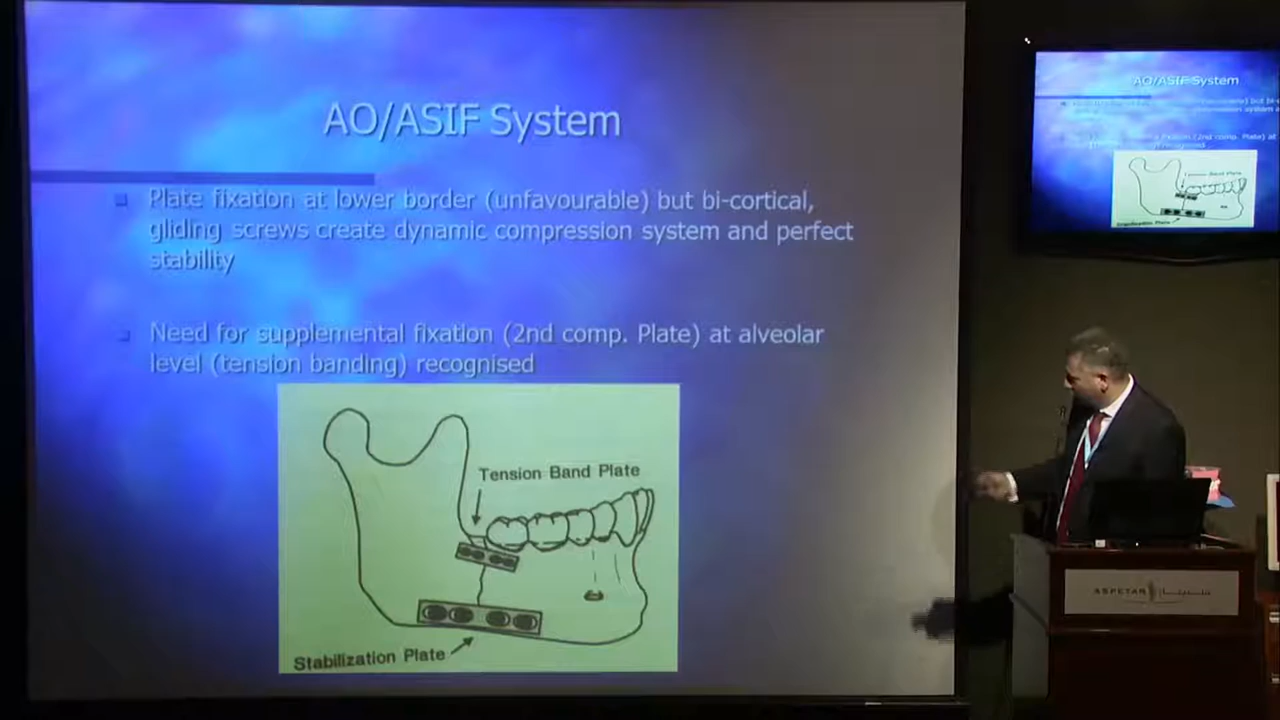 AO/ASIF System
Plate fixation at lower border (unfavourable) but bi-cortical,
gliding screws create dynamic compression system and perfect
stability
Need for supplemental fixation (2nd comp. Plate) at alveolar
level (tension banding) recognised
Tension Band Plate
Stabilization Plate
AO/ASIF System
ASPETAR سبيتار